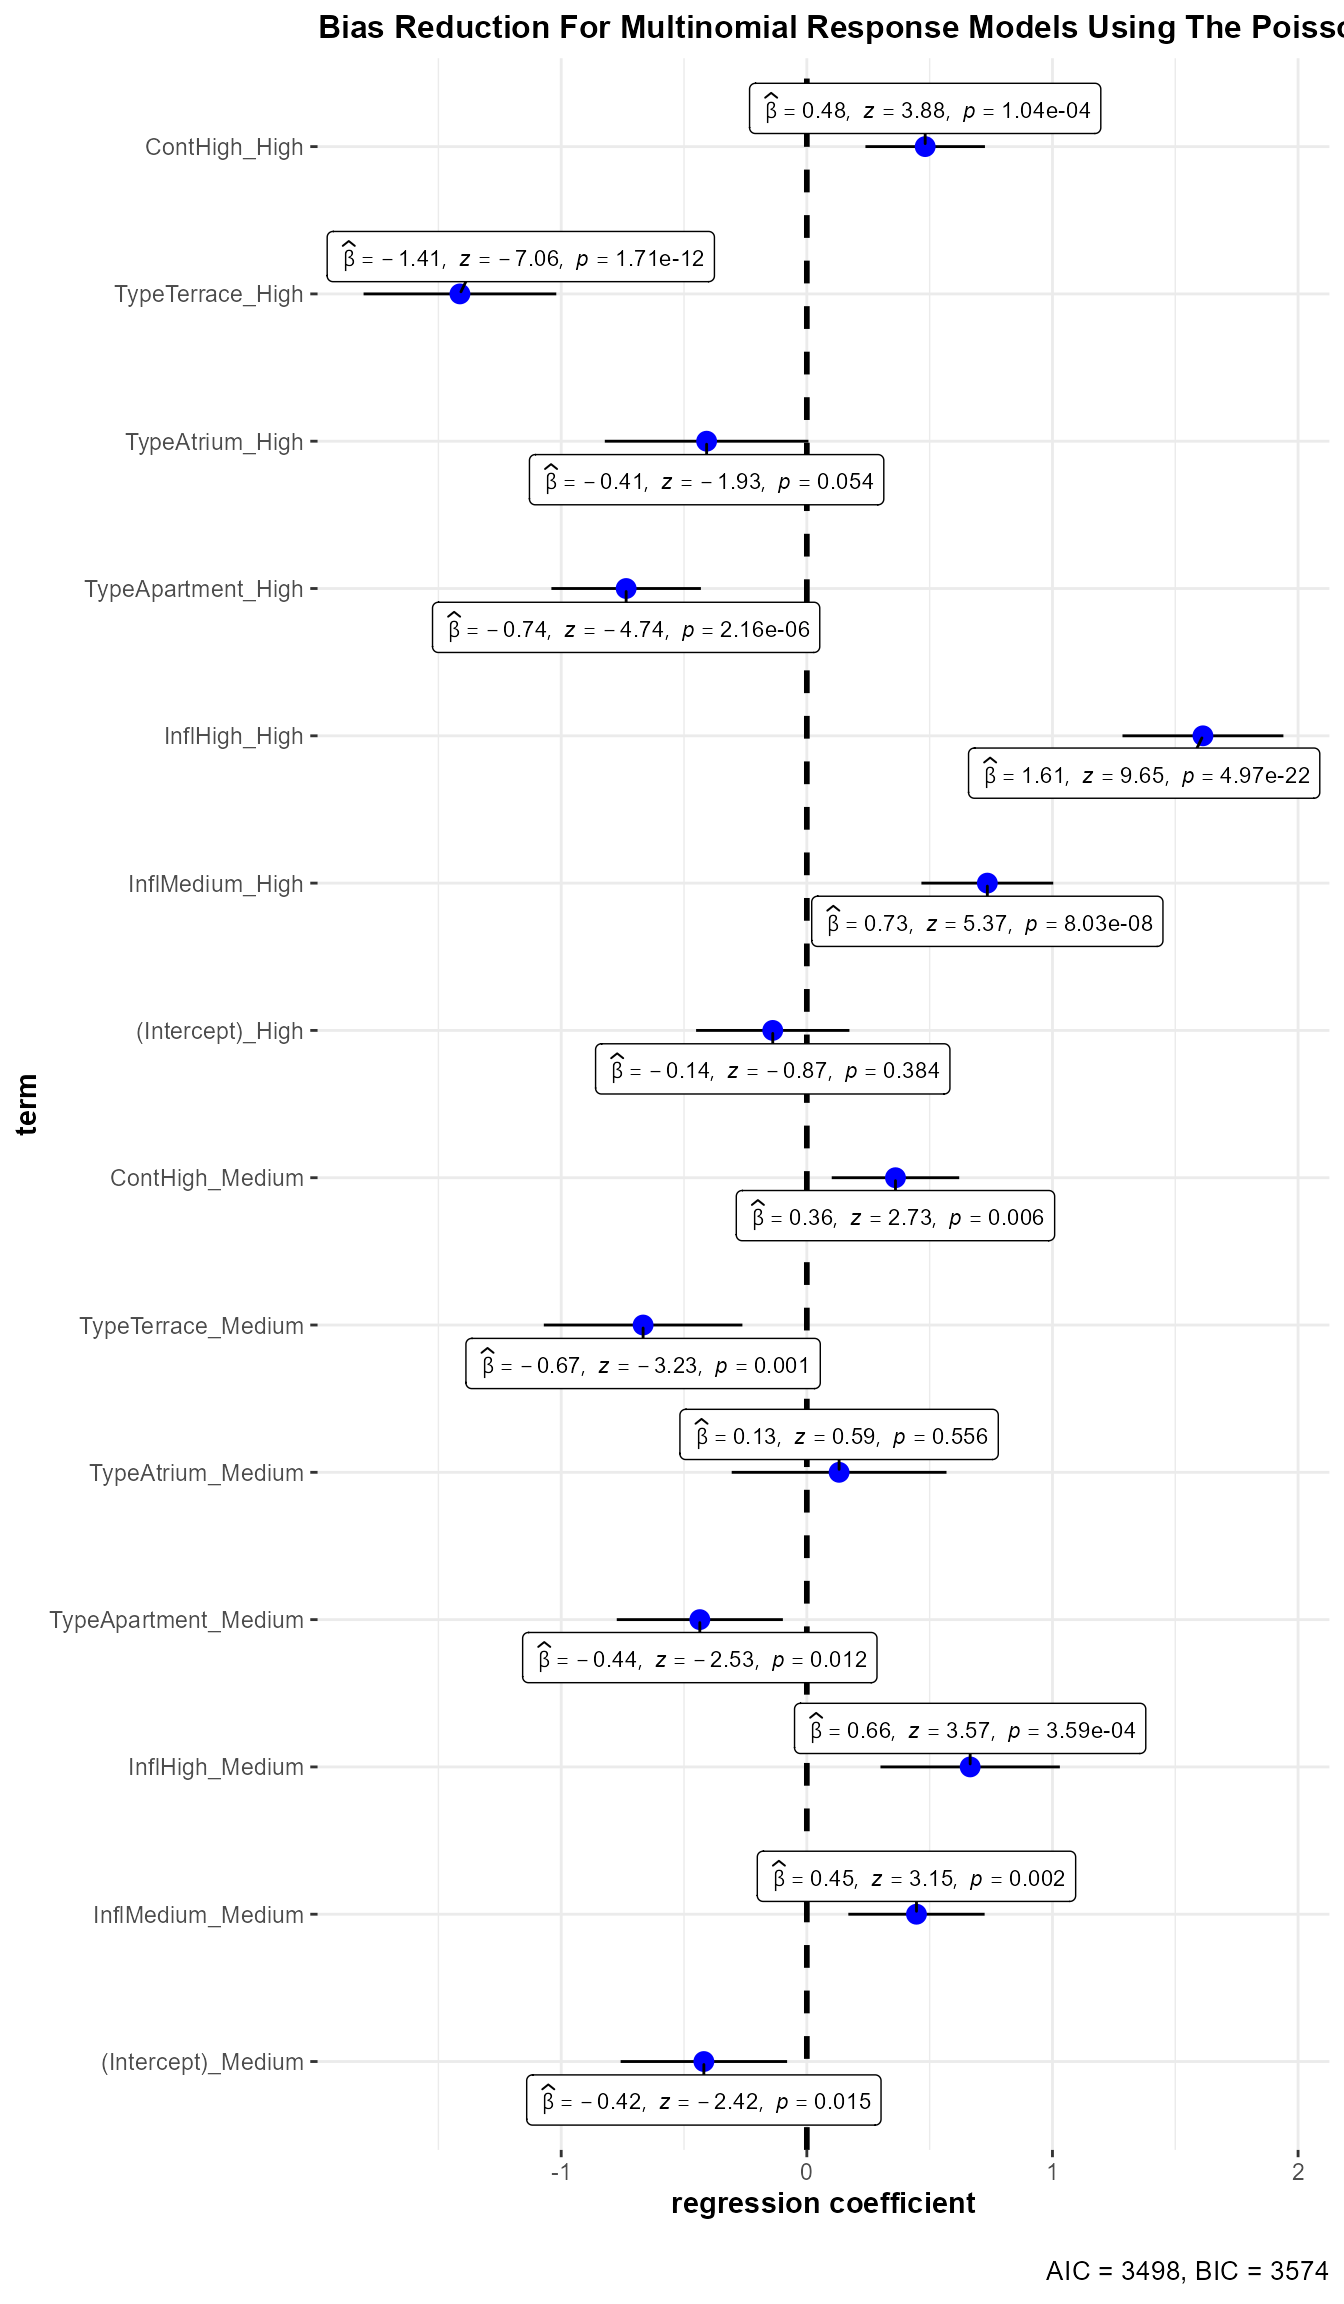 Bias Reduction For Multinomial Response Models Using The Poisso
ContHigh_High
β̂ = 0.48, z = 3.88, p = 1.04e-04
TypeTerrace_High
β̂ = −1.41, z = −7.06, p = 1.71e-12
TypeAtrium_High
β̂ = −0.41, z = −1.93, p = 0.054
TypeApartment_High
β̂ = −0.74, z = −4.74, p = 2.16e-06
InflHigh_High
β̂ = 1.61, z = 9.65, p = 4.97e-22
InflMedium_High
β̂ = 0.73, z = 5.37, p = 8.03e-08
(Intercept)_High
β̂ = −0.14, z = −0.87, p = 0.384
term
ContHigh_Medium
β̂ = 0.36, z = 2.73, p = 0.006
TypeTerrace_Medium
β̂ = −0.67, z = −3.23, p = 0.001
TypeAtrium_Medium
β̂ = 0.13, z = 0.59, p = 0.556
TypeApartment_Medium
β̂ = −0.44, z = −2.53, p = 0.012
InflHigh_Medium
β̂ = 0.66, z = 3.57, p = 3.59e-04
InflMedium_Medium
β̂ = 0.45, z = 3.15, p = 0.002
(Intercept)_Medium
β̂ = −0.42, z = −2.42, p = 0.015
-1 0 1 2
regression coefficient
AIC = 3498, BIC = 3574